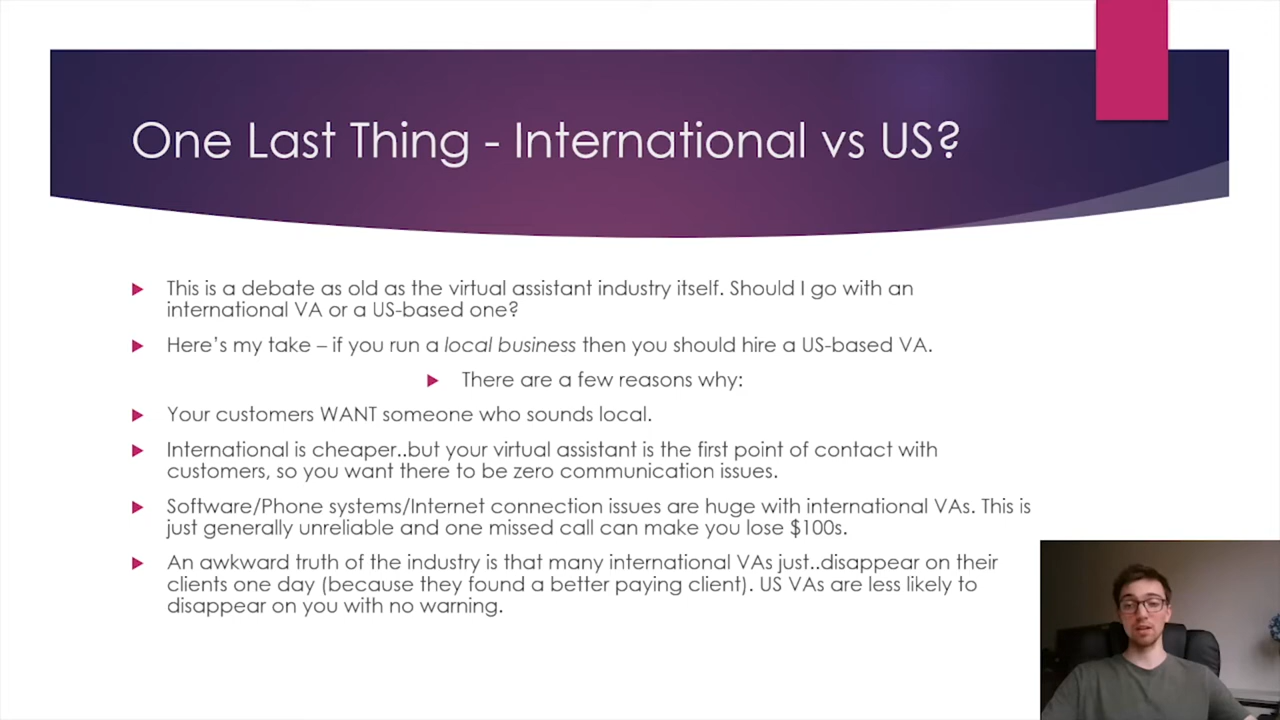 One Last Thing - International vs US?
This is a debate as old as the virtual assistant industry itself. Should I go with an
international VA or a US-based one?
Here's my take – if you run a local business then you should hire a US-based VA.
There are a few reasons why:
Your customers WANT someone who sounds local.
International is cheaper..but your virtual assistant is the first point of contact with
customers, so you want there to be zero communication issues.
Software/Phone systems/Internet connection issues are huge with international VAs. This is
just generally unreliable and one missed call can make you lose $100s.
An awkward truth of the industry is that many international VAs just..disappear on their
clients one day (because they found a better paying client). US VAs are less likely to
disappear on you with no warning.